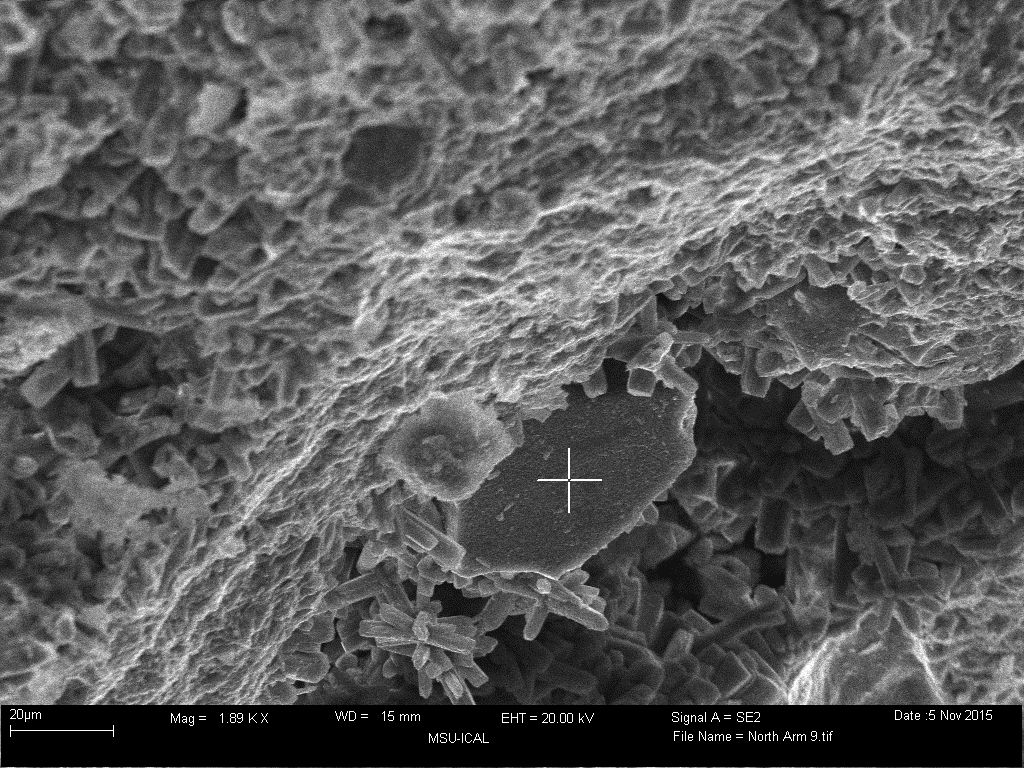 20µm Mag = 1.89 K X WD = 15 mm EHT = 20.00 kV Signal A = SE2 Date :5 Nov 2015
MSU-ICAL File Name = North Arm 9.tif